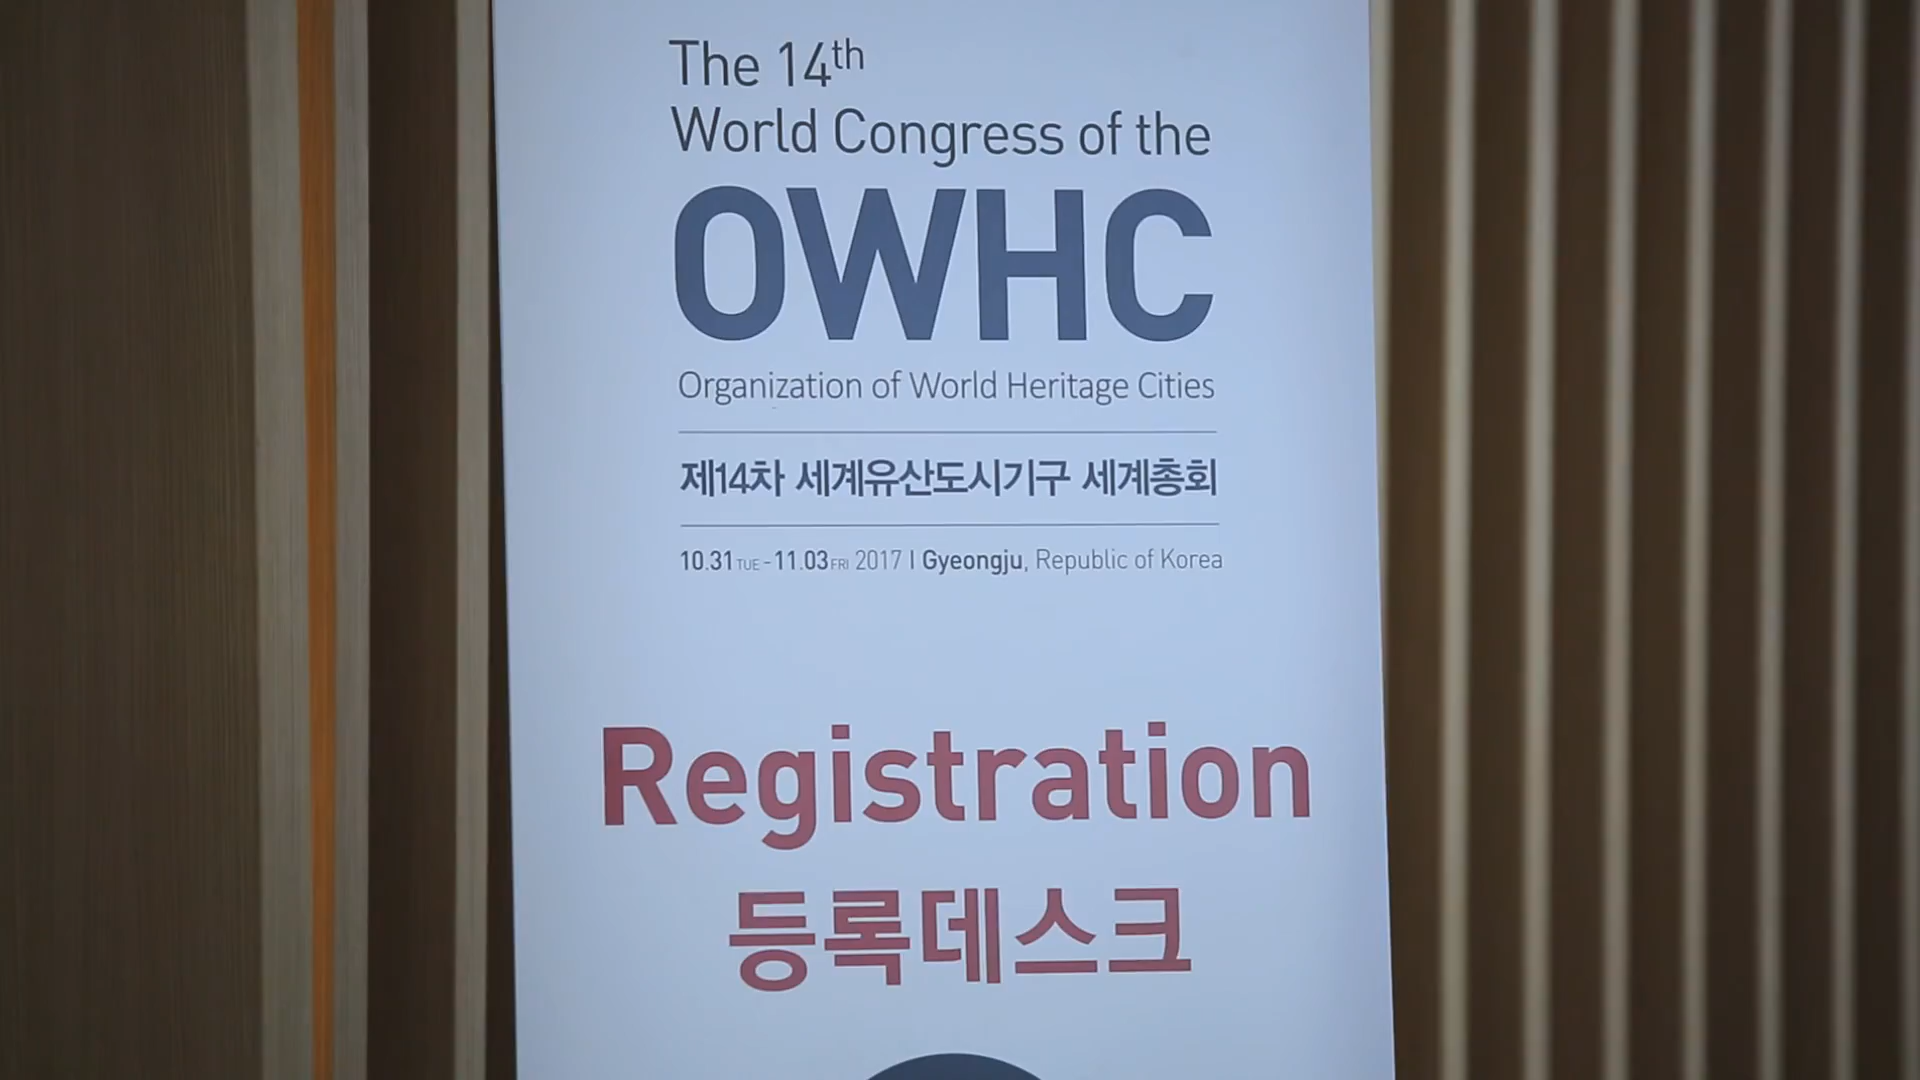 The 14th
World Congress of the
OWHC
Organization of World Heritage Cities
제14차 세계유산도시기구 세계총회
10.31 TUE - 11.03 FRI 2017 | Gyeongju, Republic of Korea
Registration
등록데스크